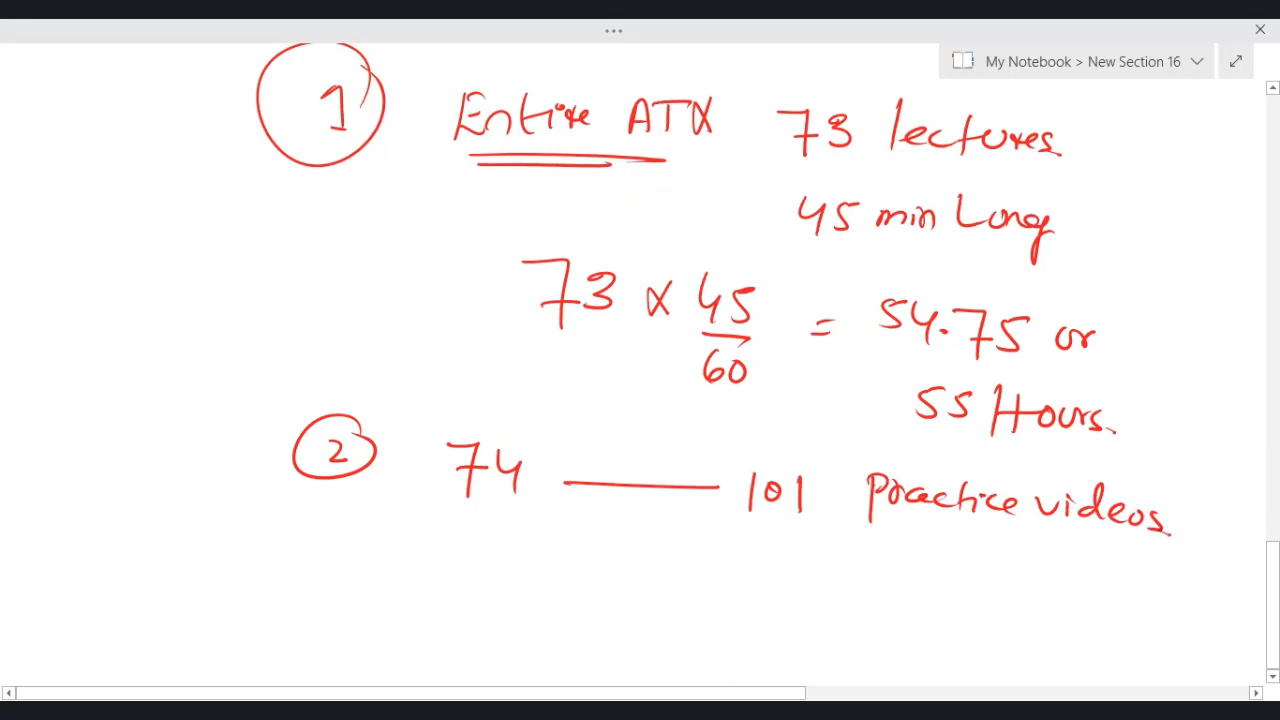 My Notebook > New Section 16
1 Entire ATX 73 lectures
45 min Long
73 x 45/60 = 54.75 or
55 Hours.
2 74 — 101 Practice videos